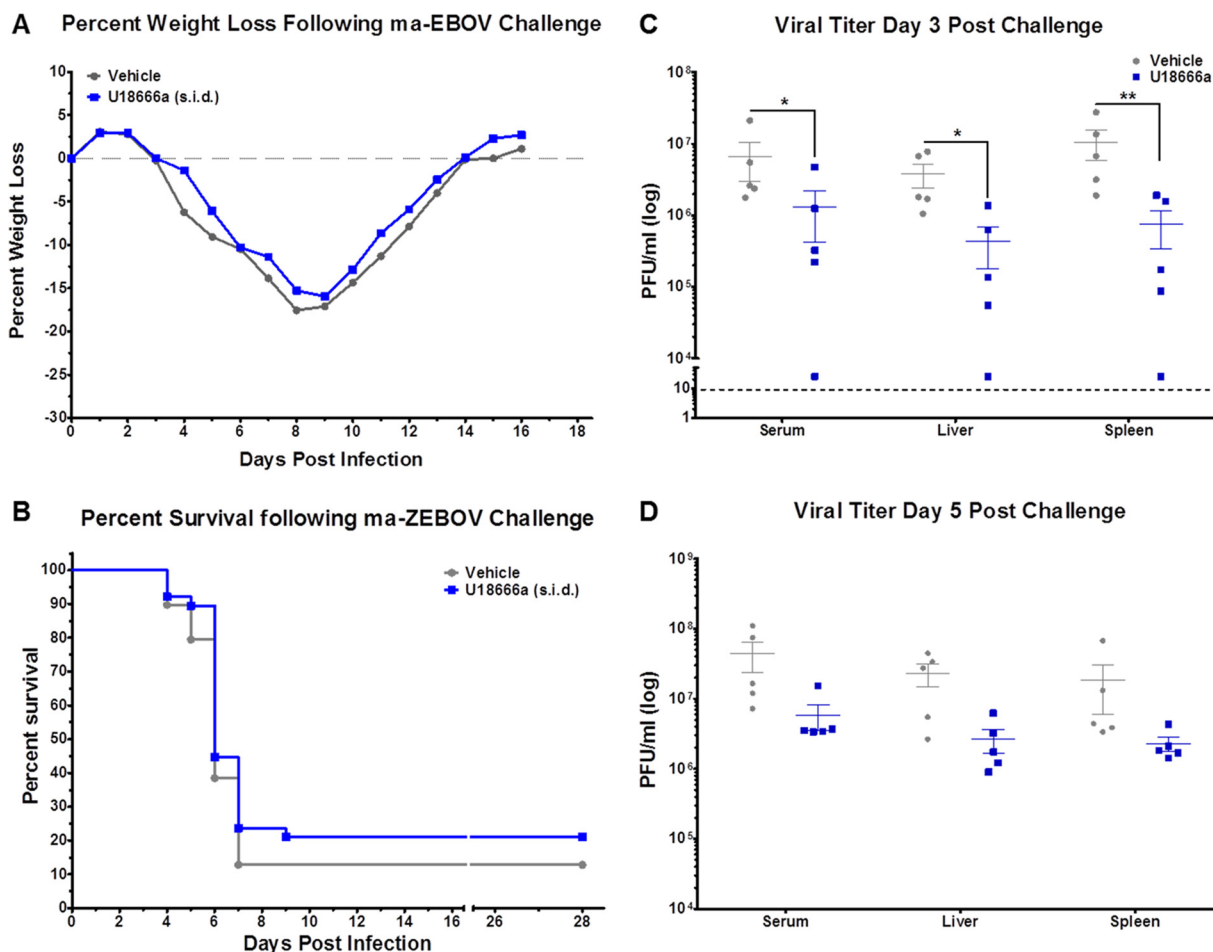 A Percent Weight Loss Following ma-EBOV Challenge
Vehicle
U18666a (s.i.d.)
10
5
0
-5
-10
-15
-20
-25
-30
Percent Weight Loss
0 2 4 6 8 10 12 14 16 18
Days Post Infection
B Percent Survival following ma-ZEBOV Challenge
Vehicle
U18666a (s.i.d.)
100
90
80
70
60
50
40
30
20
10
0
Percent survival
0 2 4 6 8 10 12 14 16 26 28
Days Post Infection
C Viral Titer Day 3 Post Challenge
Vehicle
U18666a
* * **
10⁸
10⁷
10⁶
10⁵
10⁴
10
1
PFU/ml (log)
Serum Liver Spleen
D Viral Titer Day 5 Post Challenge
10⁹
10⁸
10⁷
10⁶
10⁵
10⁴
PFU/ml (log)
Serum Liver Spleen